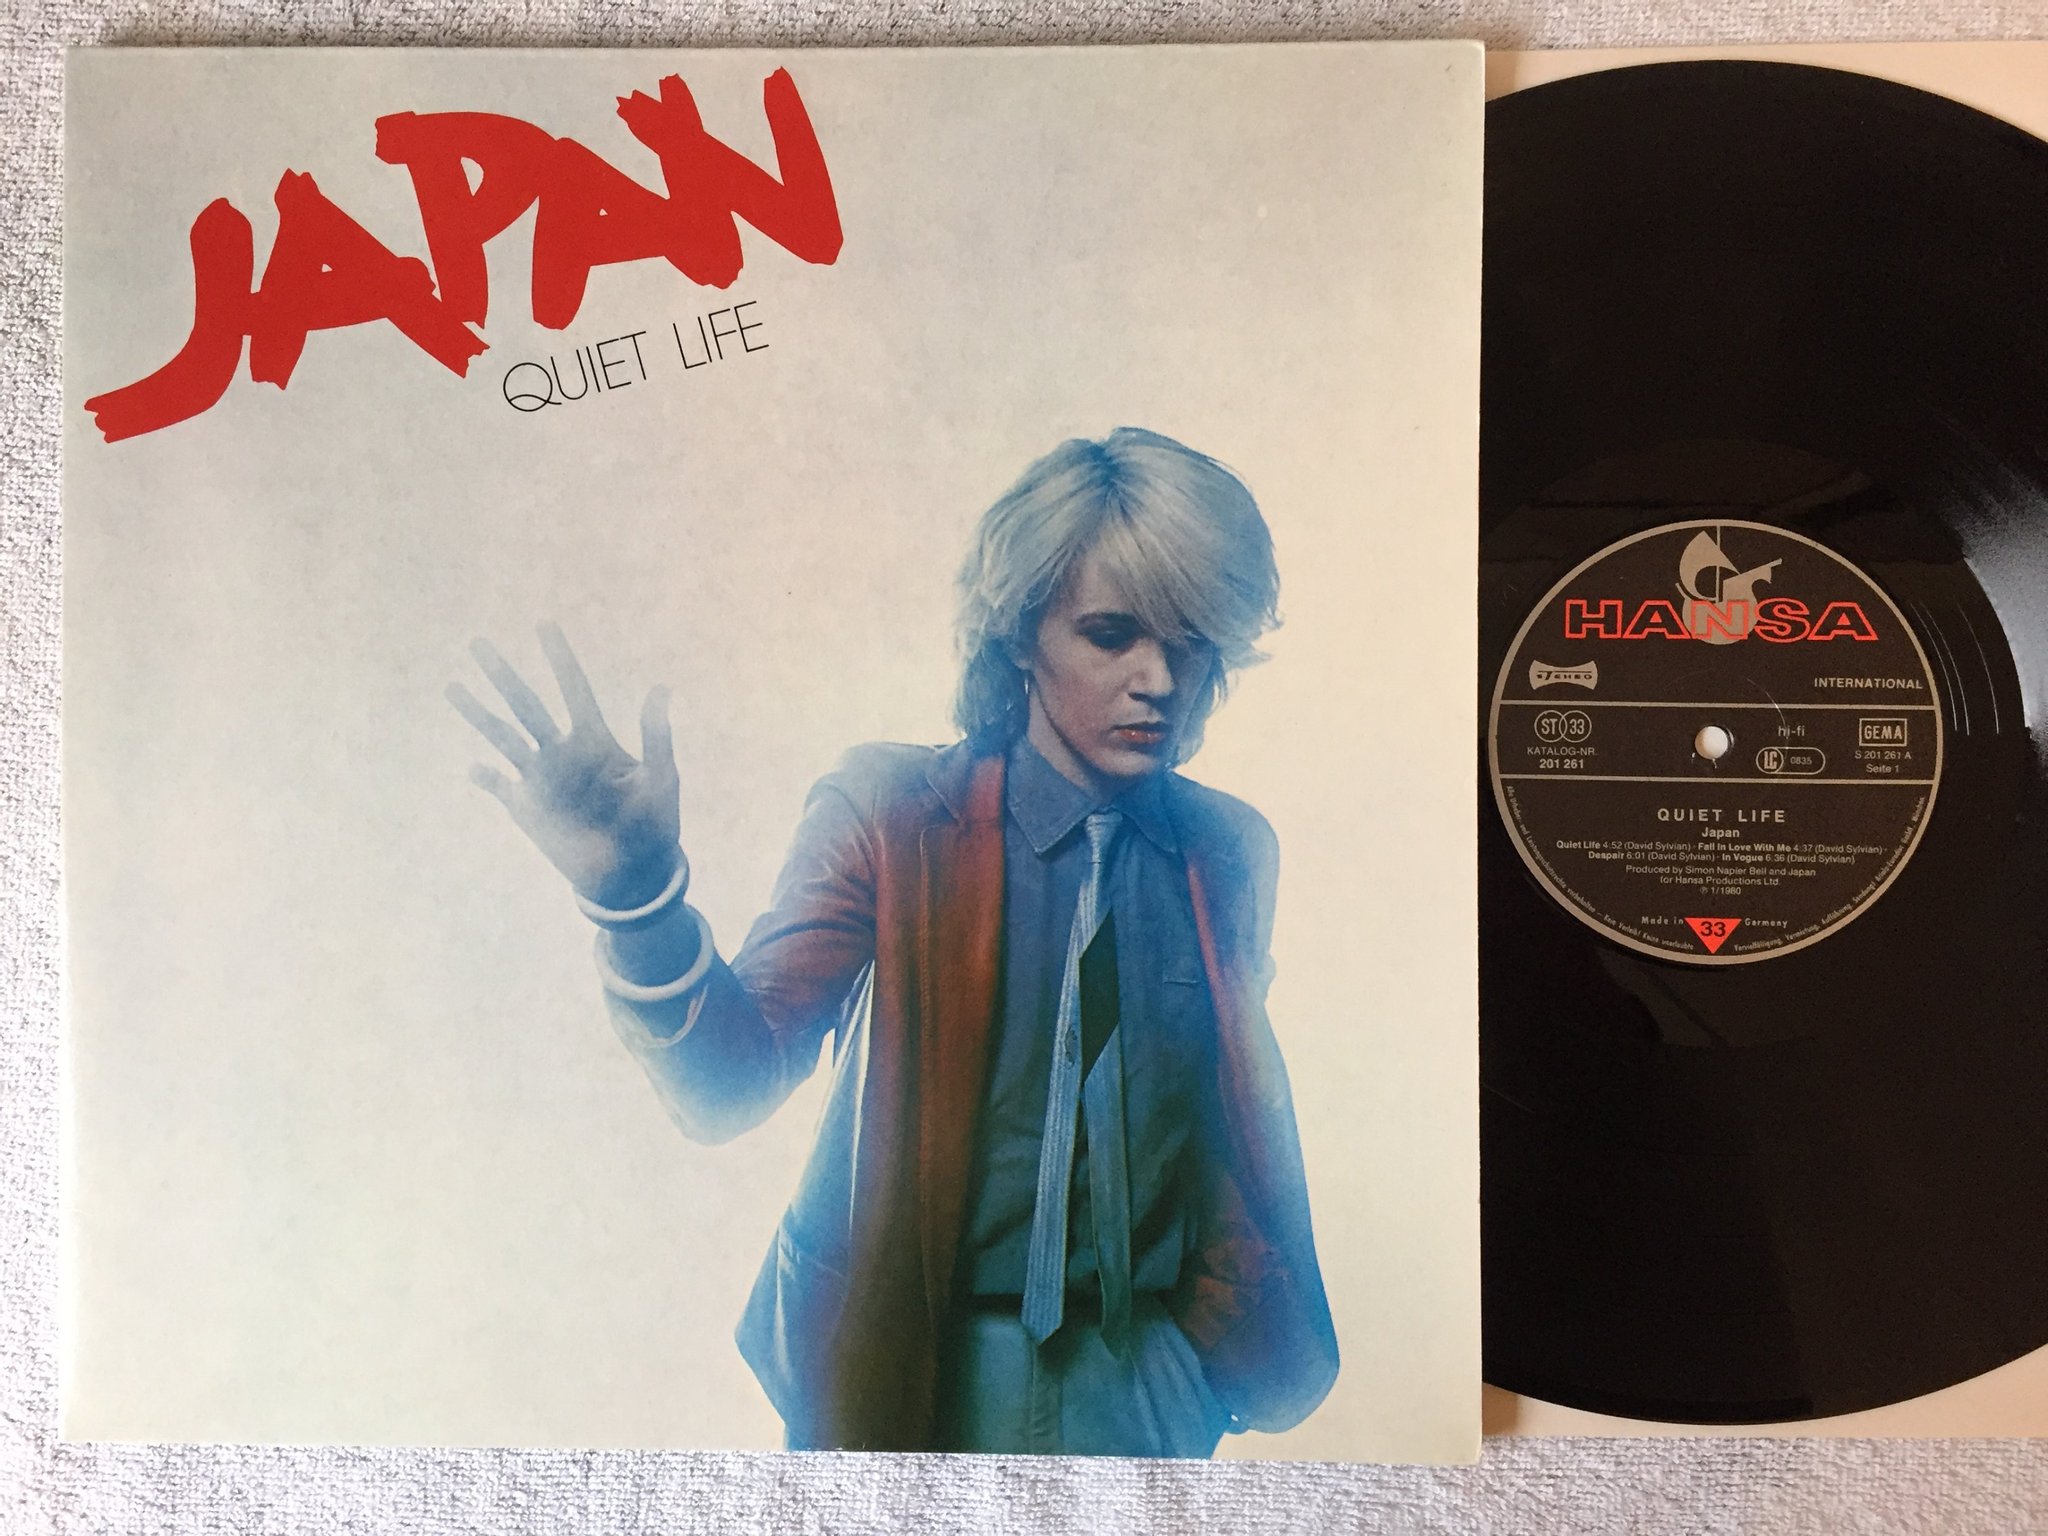 JAPAN
QUIET LIFE
HANSA
STEREO
INTERNATIONAL
ST 33
KATALOG-NR.
201 261
hi-fi
LC 0835
GEMA
S 201 261 A
Seite 1
QUIET LIFE
Japan
Quiet Life 4:52 (David Sylvian) · Fall In Love With Me 4:37 (David Sylvian) ·
Despair 6:01 (David Sylvian) · In Vogue 6:36 (David Sylvian)
Produced by Simon Napier Bell and Japan
for Hansa Productions Ltd.
℗ 1/1980
Made in 33 Germany